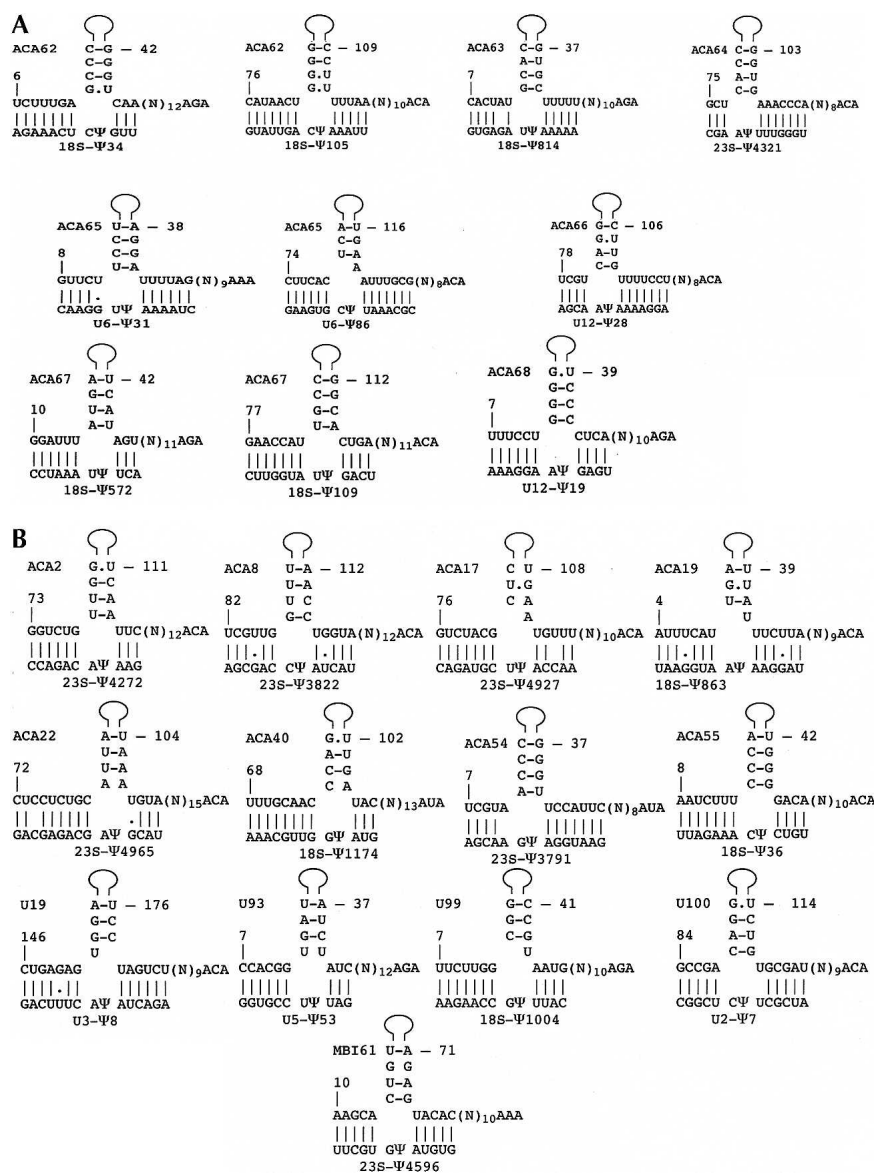 A
ACA62 C-G — 42
C-G
C-G
6 G.U
UCUUUGA CAA(N)12AGA
AGAAACU CΨ GUU
18S-Ψ34
ACA62 G-C — 109
G-C
G.U
76 U.G
CAUAACU UUUAA(N)10ACA
GUAUUGA CΨ AAAUU
18S-Ψ105
ACA63 C-G — 37
A-U
C-G
7 G-C
CACUAU UUUUU(N)10AGA
GUGAGA UΨ AAAAA
18S-Ψ814
ACA64 C-G — 103
C-G
A-U
75 C-G
GCU AAACCCA(N)8ACA
CGA AΨ UUUGGGU
23S-Ψ4321
ACA65 U-A — 38
C-G
C-G
8 U-A
GUUCU UUUUAG(N)9AAA
CAAGG UΨ AAAAUC
U6-Ψ31
ACA65 A-U — 116
C-G
U-A
74 A
CUUCAC AUUUGCG(N)8ACA
GAAGUG CΨ UAAACGC
U6-Ψ86
ACA66 G-C — 106
G.U
A-U
78 C-G
UCGU UUUUCCU(N)8ACA
AGCA AΨ AAAAGGA
U12-Ψ28
ACA67 A-U — 42
G-C
U-A
10 A-U
GGAUUU AGU(N)11AGA
CCUAAA UΨ UCA
18S-Ψ572
ACA67 C-G — 112
C-G
G-C
77 U-A
GAACCAU CUGA(N)11ACA
CUUGGUA UΨ GACU
18S-Ψ109
ACA68 G.U — 39
G-C
G-C
7 G-C
UUUCCU CUCA(N)10AGA
AAAGGA AΨ GAGU
U12-Ψ19
B
ACA2 G.U — 111
G-C
U-A
73 U-A
GGUCUG UUC(N)12ACA
CCAGAC AΨ AAG
23S-Ψ4272
ACA8 U-A — 112
U-A
U C
82 G-C
UCGUUG UGGUA(N)12ACA
AGCGAC CΨ AUCAU
23S-Ψ3822
ACA17 C U — 108
U.G
C A
76 A
GUCUACG UGUUU(N)10ACA
CAGAUGC UΨ ACCAA
23S-Ψ4927
ACA19 A-U — 39
G.U
U-A
4 U
AUUUCAU UUCUUA(N)9ACA
UAAGGUA AΨ AAGGAU
18S-Ψ863
ACA22 A-U — 104
U-A
U-A
72 A A
CUCCUCUGC UGUA(N)15ACA
GACGAGACG AΨ GCAU
23S-Ψ4965
ACA40 G.U — 102
A-U
C-G
68 A C
UUUGCAAC UAC(N)13AUA
AAACGUUG GΨ AUG
18S-Ψ1174
ACA54 C-G — 37
C-G
C-G
7 A-U
UCGUA UCCAUUC(N)8AUA
AGCAA GΨ AGGUAAG
23S-Ψ3791
ACA55 A-U — 42
C-G
C-G
8 C-G
AAUCUUU GACA(N)10ACA
UUAGAAA CΨ CUGU
18S-Ψ36
U19 A-U — 176
G-C
G-C
146 U
CUGAGAG UAGUCU(N)9ACA
GACUUUC AΨ AUCAGA
U3-Ψ8
U93 U-A — 37
A-U
G-C
7 U U
CCACGG AUC(N)12AGA
GGUGCC UΨ UAG
U5-Ψ53
U99 G-C — 41
G-C
C-G
7 U
UUCUUGG AAUG(N)10AGA
AAGAACC GΨ UUAC
18S-Ψ1004
U100 G.U — 114
G-C
A-U
84 C-G
GCCGA UGCGAU(N)9ACA
CGGCU CΨ UCGCUA
U2-Ψ7
MBI61 U-A — 71
G G
U-A
10 C-G
AAGCA UACAC(N)10AAA
UUCGU GΨ AUGUG
23S-Ψ4596